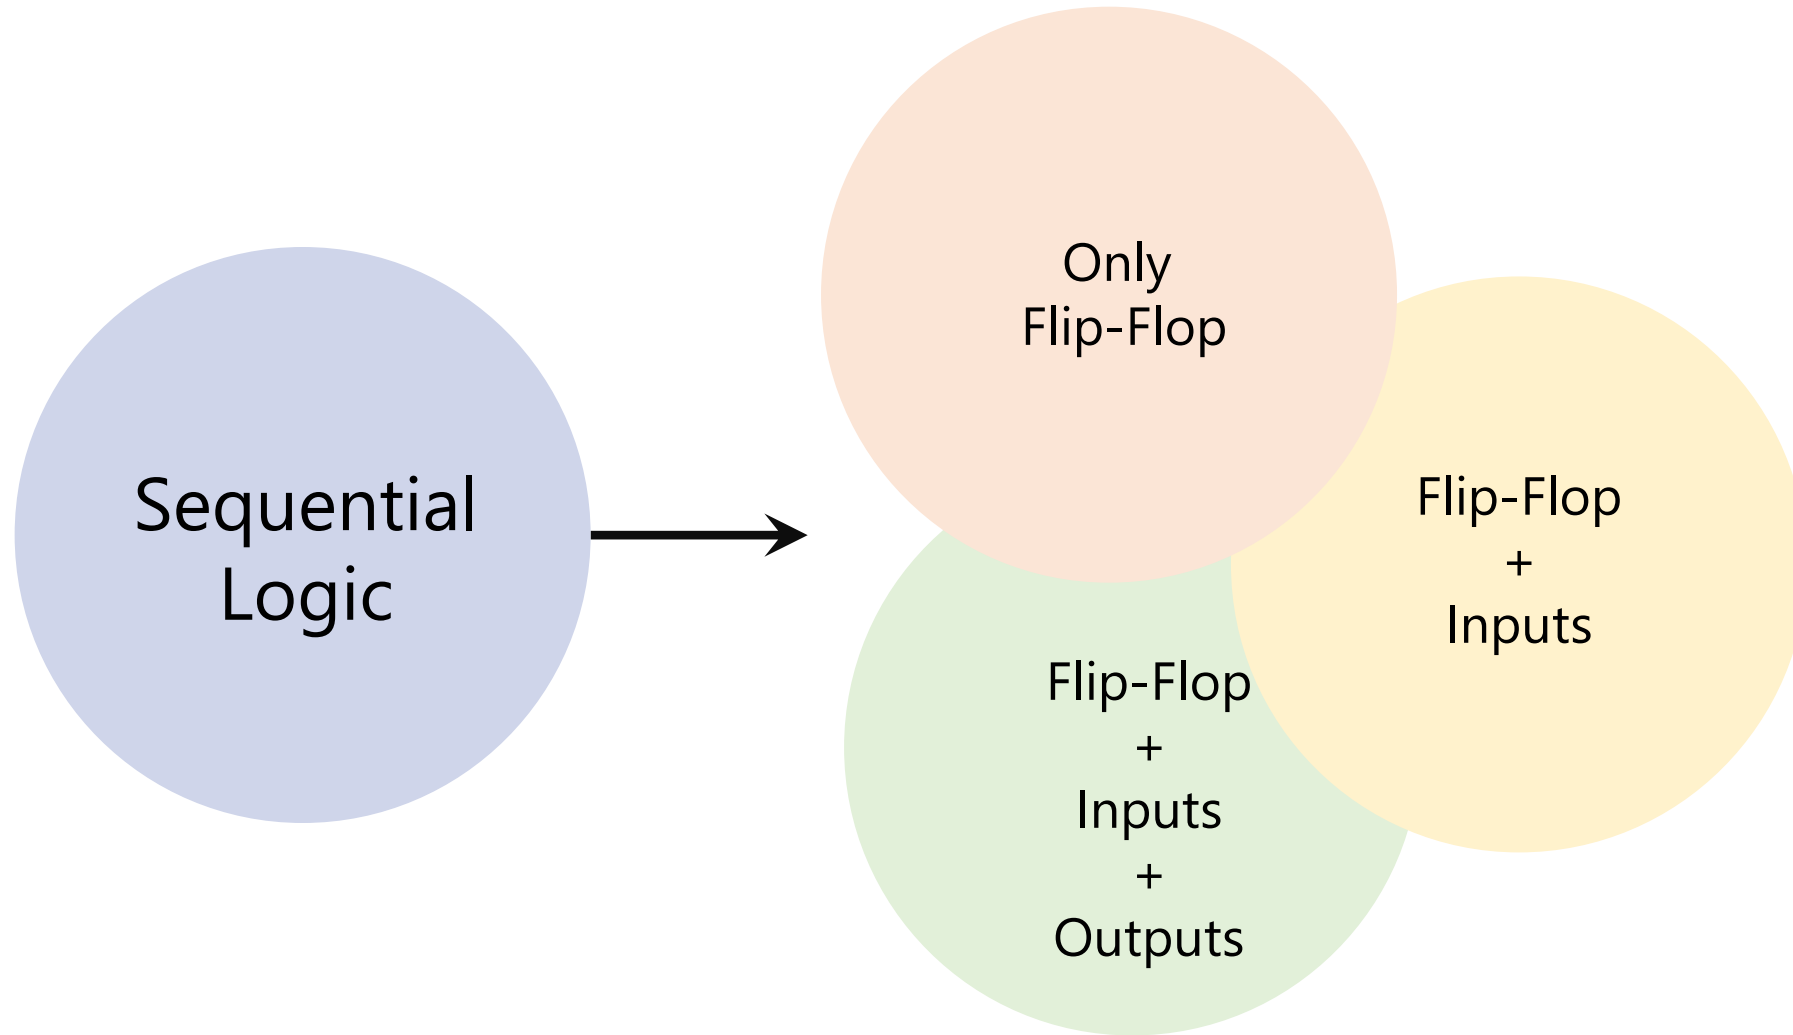 Sequential
Logic
Only
Flip-Flop
Flip-Flop
+
Inputs
Flip-Flop
+
Inputs
+
Outputs